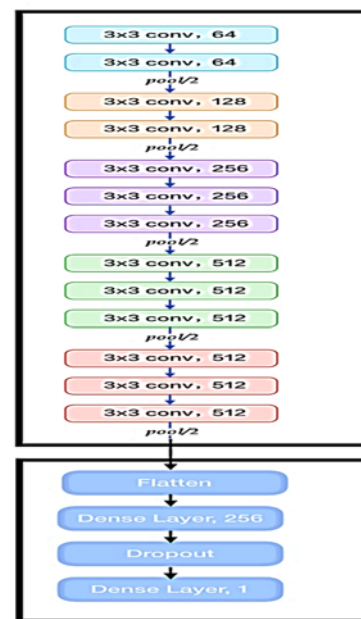 3x3 conv, 64
3x3 conv, 64
pool/2
3x3 conv, 128
3x3 conv, 128
pool/2
3x3 conv, 256
3x3 conv, 256
3x3 conv, 256
pool/2
3x3 conv, 512
3x3 conv, 512
3x3 conv, 512
pool/2
3x3 conv, 512
3x3 conv, 512
3x3 conv, 512
pool/2
Flatten
Dense Layer, 256
Dropout
Dense Layer, 1